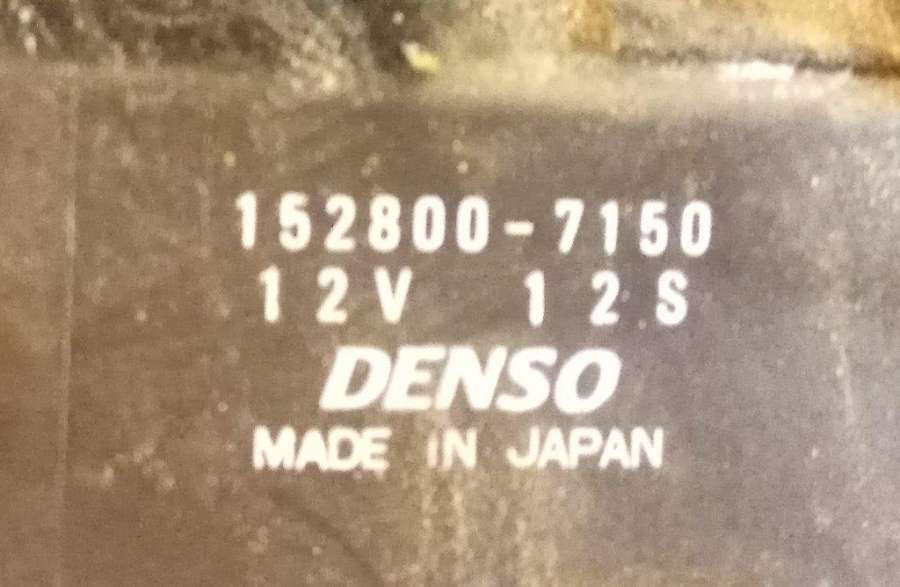 152800-7150
12V 12S
DENSO
MADE IN JAPAN